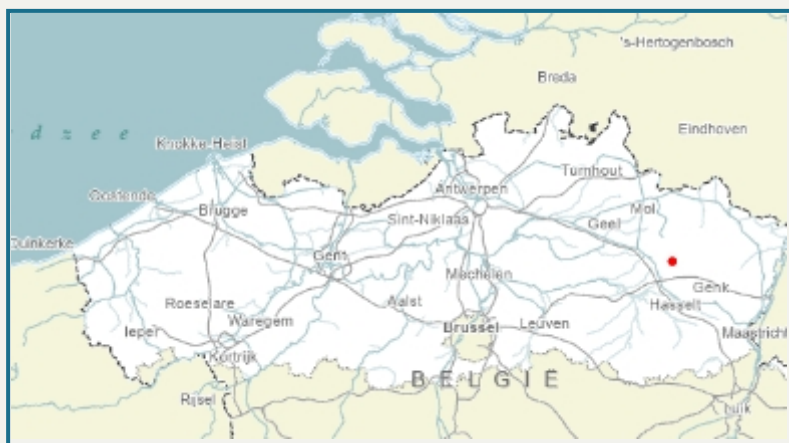 's-Hertogenbosch
Breda
Eindhoven
d z e e
Knokke-Heist
Turnhout
Oostende
Antwerpen
Mol
Brugge
Sint-Niklaas
Geel
Duinkerke
Gent
Mechelen
Genk
Roeselare
Aalst
Hasselt
Ieper
Waregem
Brussel
Leuven
Maastricht
Kortrijk
BELGIË
Rijsel
Luik